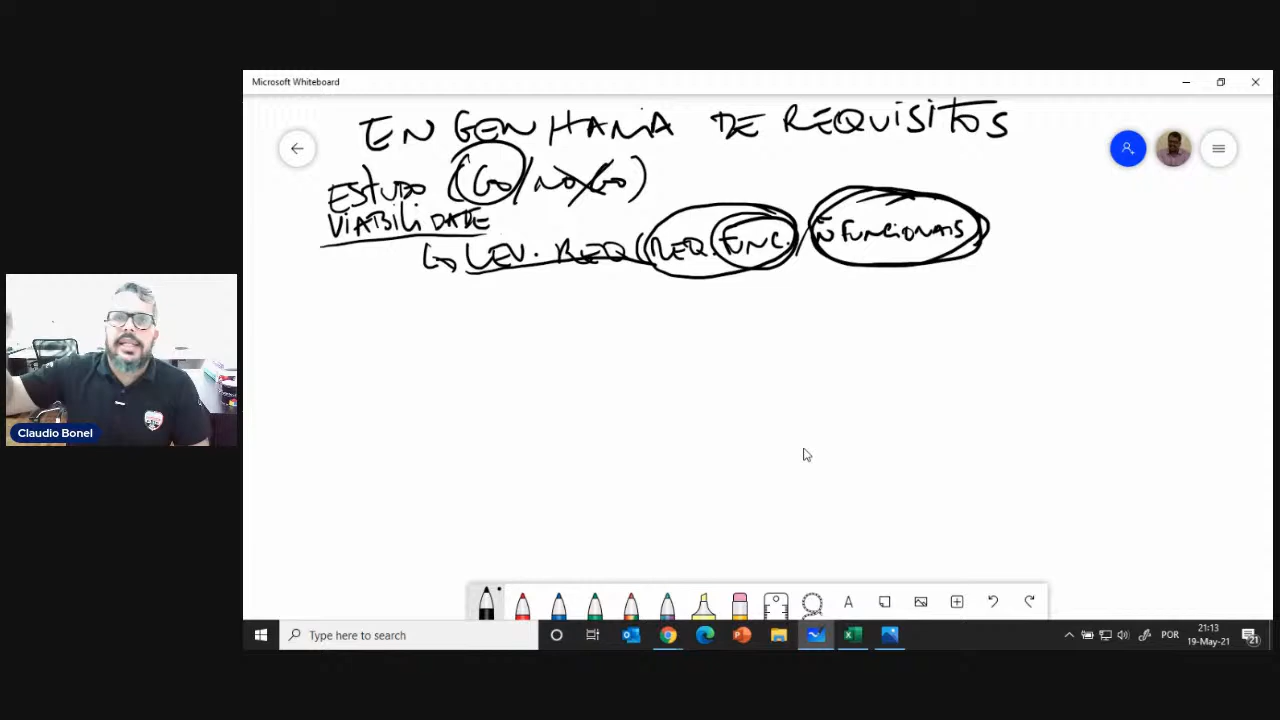 Microsoft Whiteboard
ENGENHARIA DE REQUISITOS
ESTUDO (GO/NO GO)
VIABILIDADE
LEV. REQ (REQ. FUNC. / Ñ FUNCIONAIS
Claudio Bonel
A
Type here to search
POR
21:13
19-May-21
21